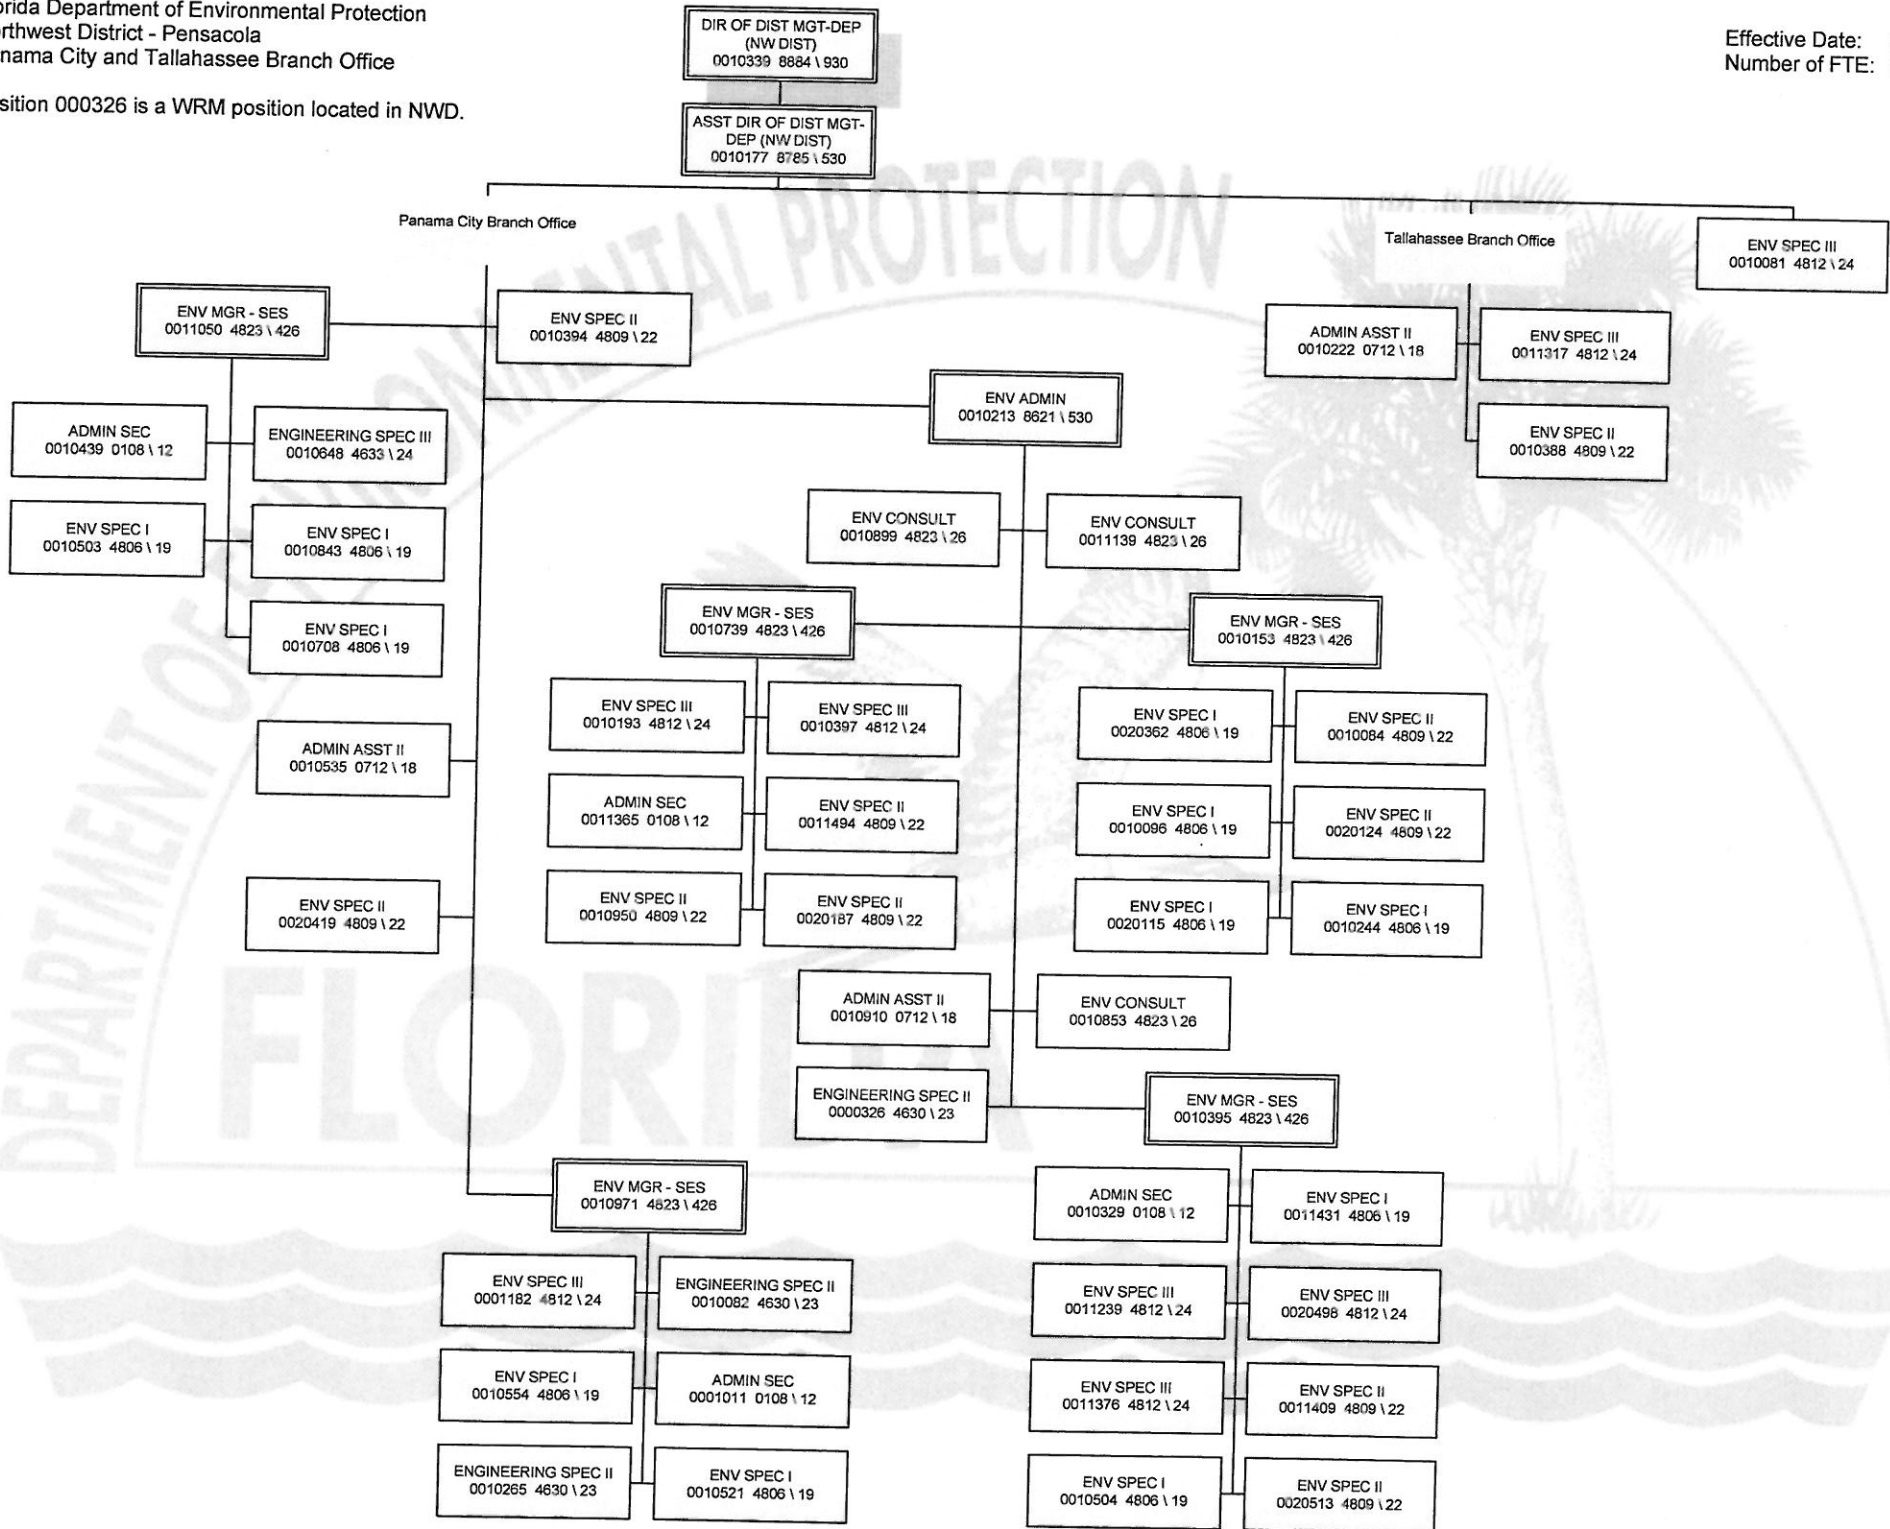 orida Department of Environmental Protection
orthwest District - Pensacola
nama City and Tallahassee Branch Office
sition 000326 is a WRM position located in NWD.
Effective Date:
Number of FTE:
DIR OF DIST MGT-DEP
(NW DIST)
0010339 8884 \ 930
ASST DIR OF DIST MGT-
DEP (NW DIST)
0010177 8785 \ 530
Panama City Branch Office
Tallahassee Branch Office
ENV SPEC III
0010081 4812 \ 24
ENV MGR - SES
0011050 4823 \ 426
ENV SPEC II
0010394 4809 \ 22
ADMIN ASST II
0010222 0712 \ 18
ENV SPEC III
0011317 4812 \ 24
ENV SPEC II
0010388 4809 \ 22
ADMIN SEC
0010439 0108 \ 12
ENGINEERING SPEC III
0010648 4633 \ 24
ENV SPEC I
0010503 4806 \ 19
ENV SPEC I
0010843 4806 \ 19
ENV SPEC I
0010708 4806 \ 19
ENV ADMIN
0010213 8621 \ 530
ENV CONSULT
0010899 4823 \ 26
ENV CONSULT
0011139 4823 \ 26
ENV MGR - SES
0010739 4823 \ 426
ENV MGR - SES
0010153 4823 \ 426
ENV SPEC III
0010193 4812 \ 24
ENV SPEC III
0010397 4812 \ 24
ADMIN SEC
0011365 0108 \ 12
ENV SPEC II
0011494 4809 \ 22
ENV SPEC II
0010950 4809 \ 22
ENV SPEC II
0020187 4809 \ 22
ENV SPEC I
0020362 4806 \ 19
ENV SPEC II
0010084 4809 \ 22
ENV SPEC I
0010096 4806 \ 19
ENV SPEC II
0020124 4809 \ 22
ENV SPEC I
0020115 4806 \ 19
ENV SPEC I
0010244 4806 \ 19
ADMIN ASST II
0010535 0712 \ 18
ENV SPEC II
0020419 4809 \ 22
ADMIN ASST II
0010910 0712 \ 18
ENV CONSULT
0010853 4823 \ 26
ENGINEERING SPEC II
0000326 4630 \ 23
ENV MGR - SES
0010395 4823 \ 426
ENV MGR - SES
0010971 4823 \ 426
ENV SPEC III
0001182 4812 \ 24
ENGINEERING SPEC II
0010082 4630 \ 23
ENV SPEC I
0010554 4806 \ 19
ADMIN SEC
0001011 0108 \ 12
ENGINEERING SPEC II
0010265 4630 \ 23
ENV SPEC I
0010521 4806 \ 19
ADMIN SEC
0010329 0108 \ 12
ENV SPEC I
0011431 4806 \ 19
ENV SPEC III
0011239 4812 \ 24
ENV SPEC III
0020498 4812 \ 24
ENV SPEC III
0011376 4812 \ 24
ENV SPEC II
0011409 4809 \ 22
ENV SPEC I
0010504 4806 \ 19
ENV SPEC II
0020513 4809 \ 22
DEPARTMENT OF ENVIRONMENTAL PROTECTION
FLORIDA